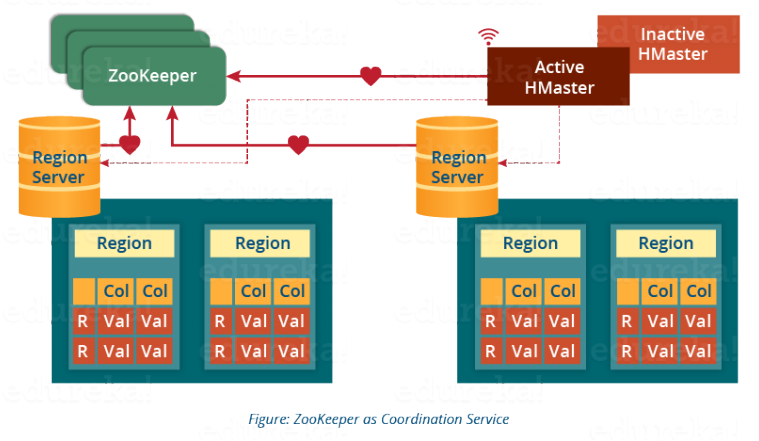 ZooKeeper
Active
HMaster
Inactive
HMaster
Region
Server
Region
Server
Region
Col Col
R Val Val
R Val Val
Region
Col Col
R Val Val
R Val Val
Region
Col Col
R Val Val
R Val Val
Region
Col Col
R Val Val
R Val Val
edureka!
Figure: ZooKeeper as Coordination Service